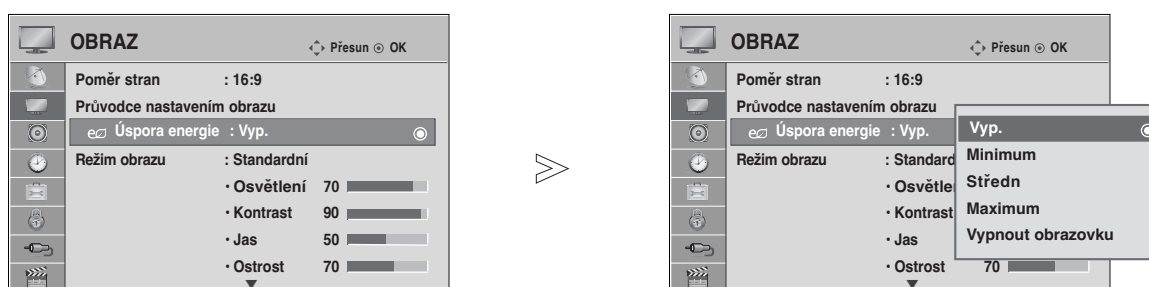 OBRAZ
Přesun OK
Poměr stran : 16:9
Průvodce nastavením obrazu
Úspora energie : Vyp.
Režim obrazu : Standardní
• Osvětlení 70
• Kontrast 90
• Jas 50
• Ostrost 70
OBRAZ
Přesun OK
Poměr stran : 16:9
Průvodce nastavením obrazu
Úspora energie : Vyp.
Režim obrazu : Standard
• Osvětle
• Kontrast
• Jas
• Ostrost 70
Vyp.
Minimum
Středn
Maximum
Vypnout obrazovku